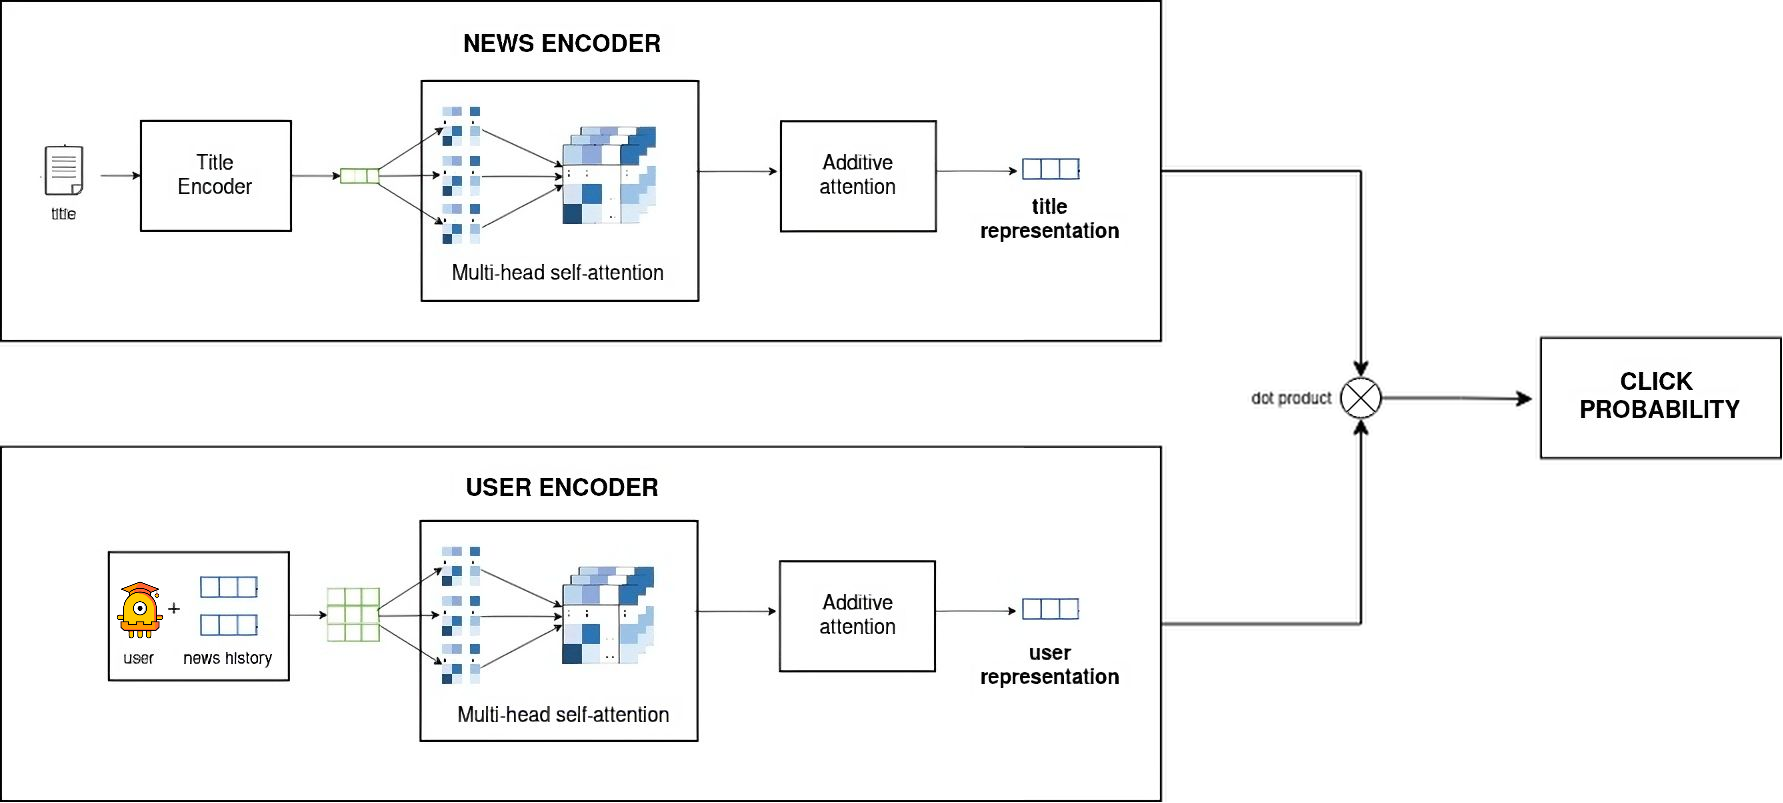 NEWS ENCODER
title
Title
Encoder
Multi-head self-attention
Additive
attention
title
representation
dot product
CLICK
PROBABILITY
USER ENCODER
user
+
news history
Multi-head self-attention
Additive
attention
user
representation